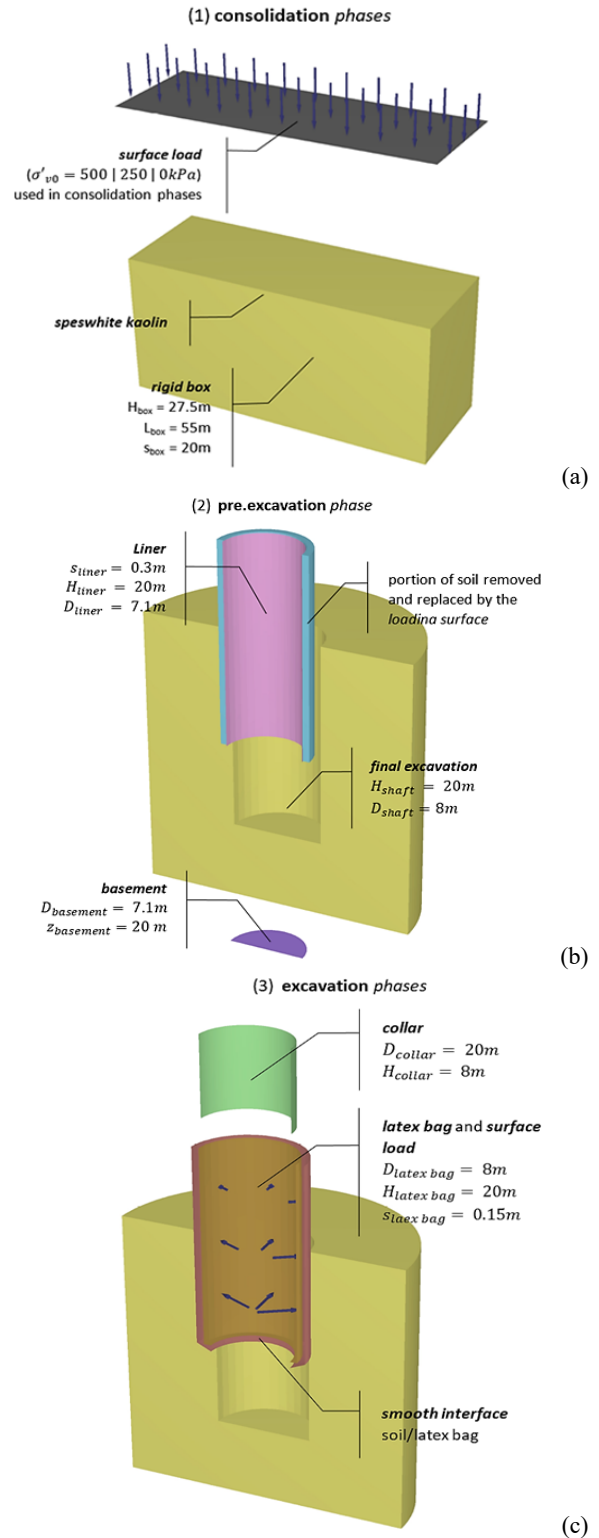 (1) consolidation phases
surface load
(σ'v0 = 500 | 250 | 0kPa)
used in consolidation phases
speswhite kaolin
rigid box
Hbox = 27.5m
Lbox = 55m
sbox = 20m
(a)
(2) pre.excavation phase
Liner
sliner = 0.3m
Hliner = 20m
Dliner = 7.1m
portion of soil removed
and replaced by the
loadina surface
final excavation
Hshaft = 20m
Dshaft = 8m
basement
Dbasement = 7.1m
zbasement = 20 m
(b)
(3) excavation phases
collar
Dcollar = 20m
Hcollar = 8m
latex bag and surface
load
Dlatex bag = 8m
Hlatex bag = 20m
slaex bag = 0.15m
smooth interface
soil/latex bag
(c)